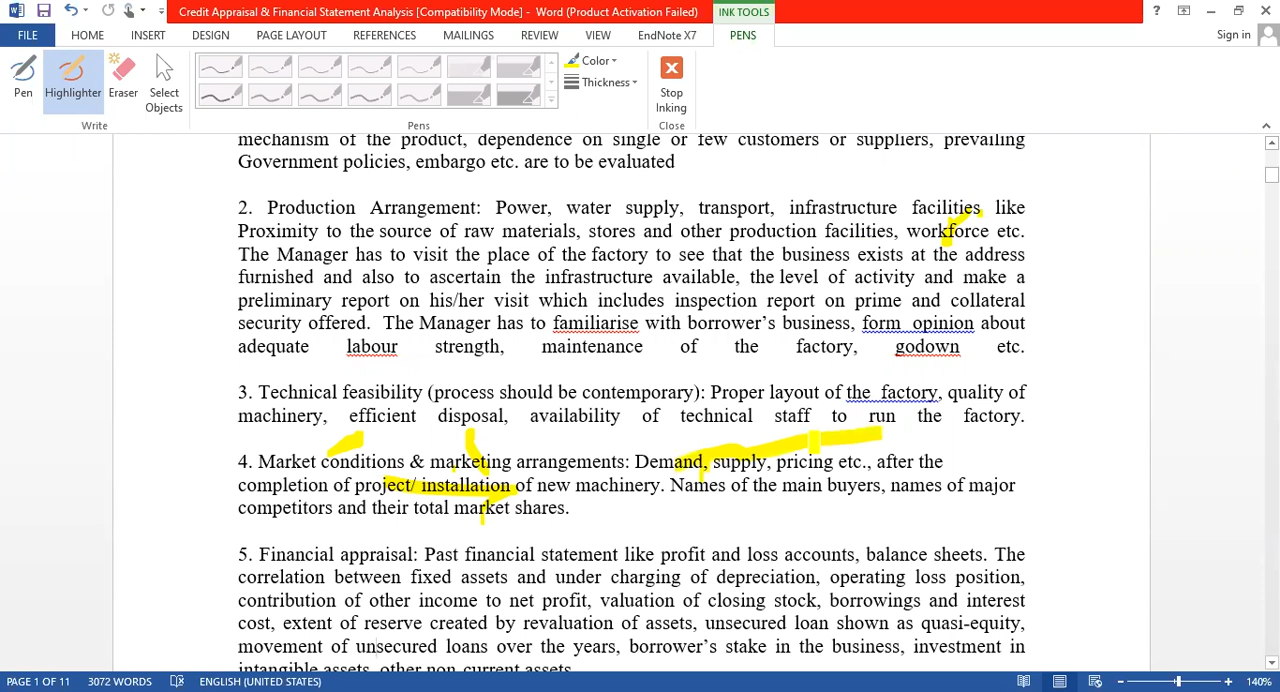 Credit Appraisal & Financial Statement Analysis [Compatibility Mode] - Word (Product Activation Failed)
INK TOOLS
?
FILE HOME INSERT DESIGN PAGE LAYOUT REFERENCES MAILINGS REVIEW VIEW EndNote X7 PENS Sign in
Pen Highlighter Eraser Select Objects
Color
Thickness
Stop Inking
Write Pens Close
mechanism of the product, dependence on single or few customers or suppliers, prevailing
Government policies, embargo etc. are to be evaluated
2. Production Arrangement: Power, water supply, transport, infrastructure facilities like
Proximity to the source of raw materials, stores and other production facilities, workforce etc.
The Manager has to visit the place of the factory to see that the business exists at the address
furnished and also to ascertain the infrastructure available, the level of activity and make a
preliminary report on his/her visit which includes inspection report on prime and collateral
security offered. The Manager has to familiarise with borrower's business, form opinion about
adequate labour strength, maintenance of the factory, godown etc.
3. Technical feasibility (process should be contemporary): Proper layout of the factory, quality of
machinery, efficient disposal, availability of technical staff to run the factory.
4. Market conditions & marketing arrangements: Demand, supply, pricing etc., after the
completion of project/ installation of new machinery. Names of the main buyers, names of major
competitors and their total market shares.
5. Financial appraisal: Past financial statement like profit and loss accounts, balance sheets. The
correlation between fixed assets and under charging of depreciation, operating loss position,
contribution of other income to net profit, valuation of closing stock, borrowings and interest
cost, extent of reserve created by revaluation of assets, unsecured loan shown as quasi-equity,
movement of unsecured loans over the years, borrower's stake in the business, investment in
intangible assets, other non-current assets
PAGE 1 OF 11 3072 WORDS ENGLISH (UNITED STATES) 140%